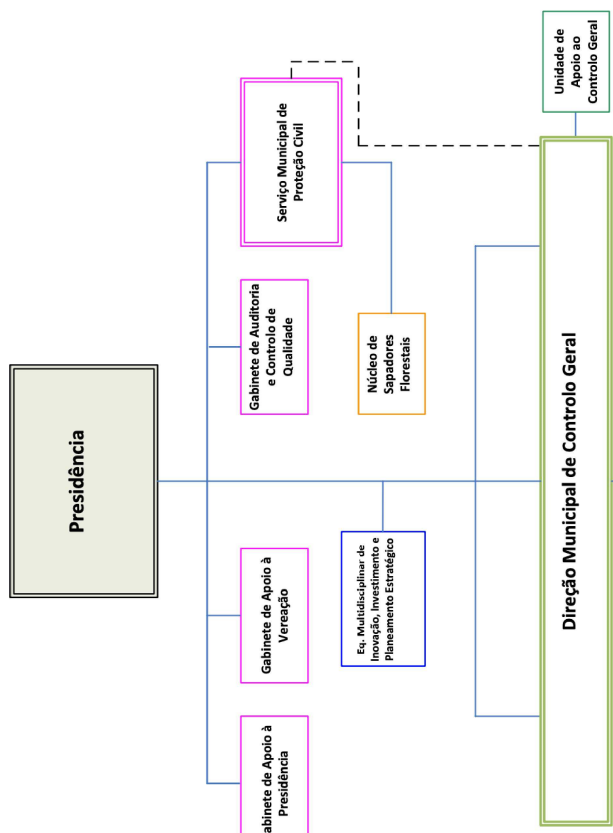 Presidência
Gabinete de Apoio à
Vereação
abinete de Apoio à
Presidência
Gabinete de Auditoria
e Controlo de
Qualidade
Serviço Municipal de
Proteção Civil
Núcleo de
Sapadores
Florestais
Eq. Multidisciplinar de
Inovação, Investimento e
Planeamento Estratégico
Unidade de
Apoio ao
Controlo Geral
Direção Municipal de Controlo Geral